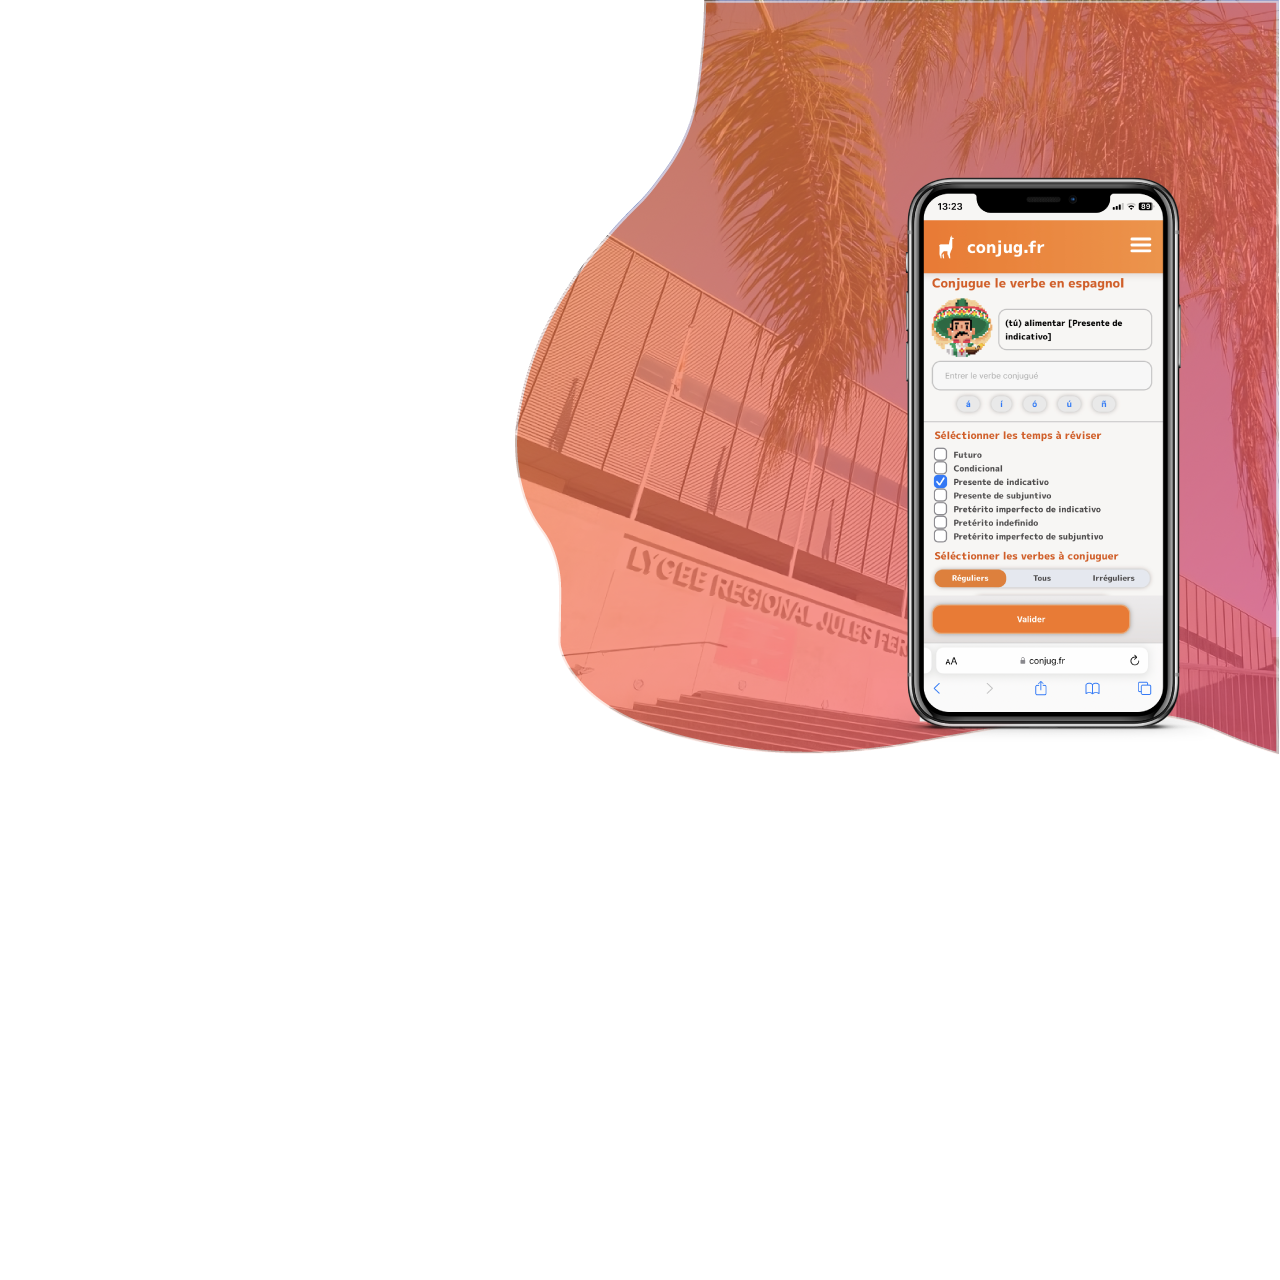 13:23
89
conjug.fr
Conjugue le verbe en espagnol
(tú) alimentar [Presente de
indicativo]
Entrer le verbe conjugué
á í ó ú ñ
Séléctionner les temps à réviser
Futuro
Condicional
Presente de indicativo
Presente de subjuntivo
Pretérito imperfecto de indicativo
Pretérito indefinido
Pretérito imperfecto de subjuntivo
Séléctionner les verbes à conjuguer
Réguliers Tous Irréguliers
Valider
AA conjug.fr
LYCEE REGIONAL JULES FER